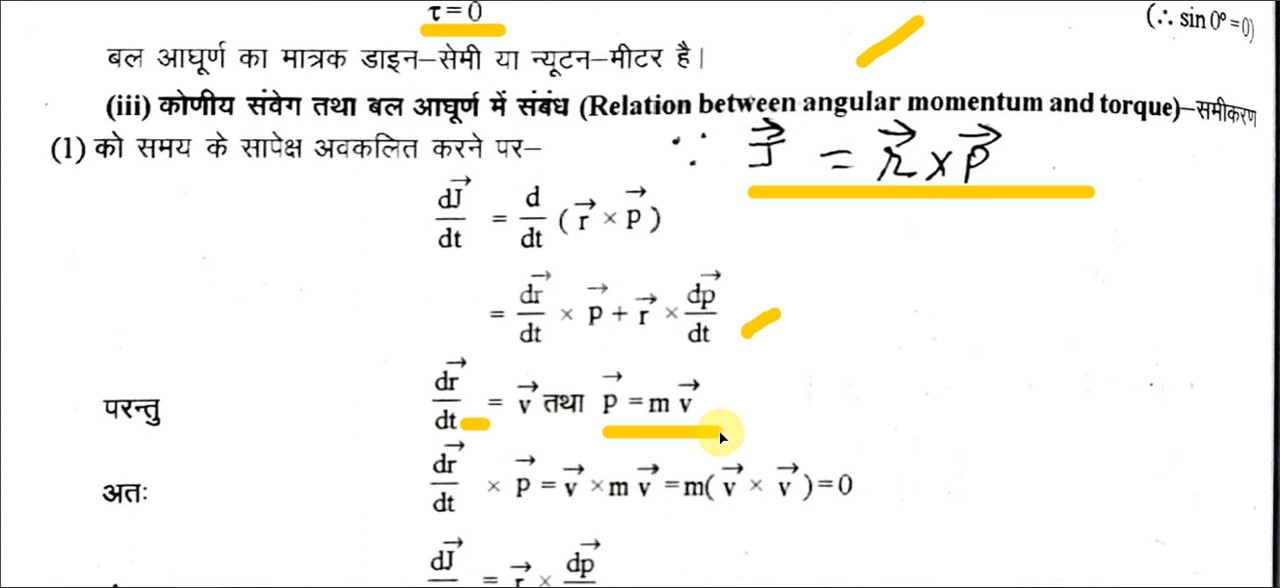 τ = 0 (∴ sin 0° = 0)
बल आघूर्ण का मात्रक डाइन–सेमी या न्यूटन–मीटर है।
(iii) कोणीय संवेग तथा बल आघूर्ण में संबंध (Relation between angular momentum and torque)–समीकरण
(1) को समय के सापेक्ष अवकलित करने पर–
∵ J⃗ = r⃗ × p⃗
dJ⃗/dt = d/dt ( r⃗ × p⃗ )
= dr⃗/dt × p⃗ + r⃗ × dp⃗/dt
परन्तु dr⃗/dt = v⃗ तथा p⃗ = m v⃗
अतः dr⃗/dt × p⃗ = v⃗ × m v⃗ = m( v⃗ × v⃗ ) = 0
dJ⃗ = r⃗ × dp⃗